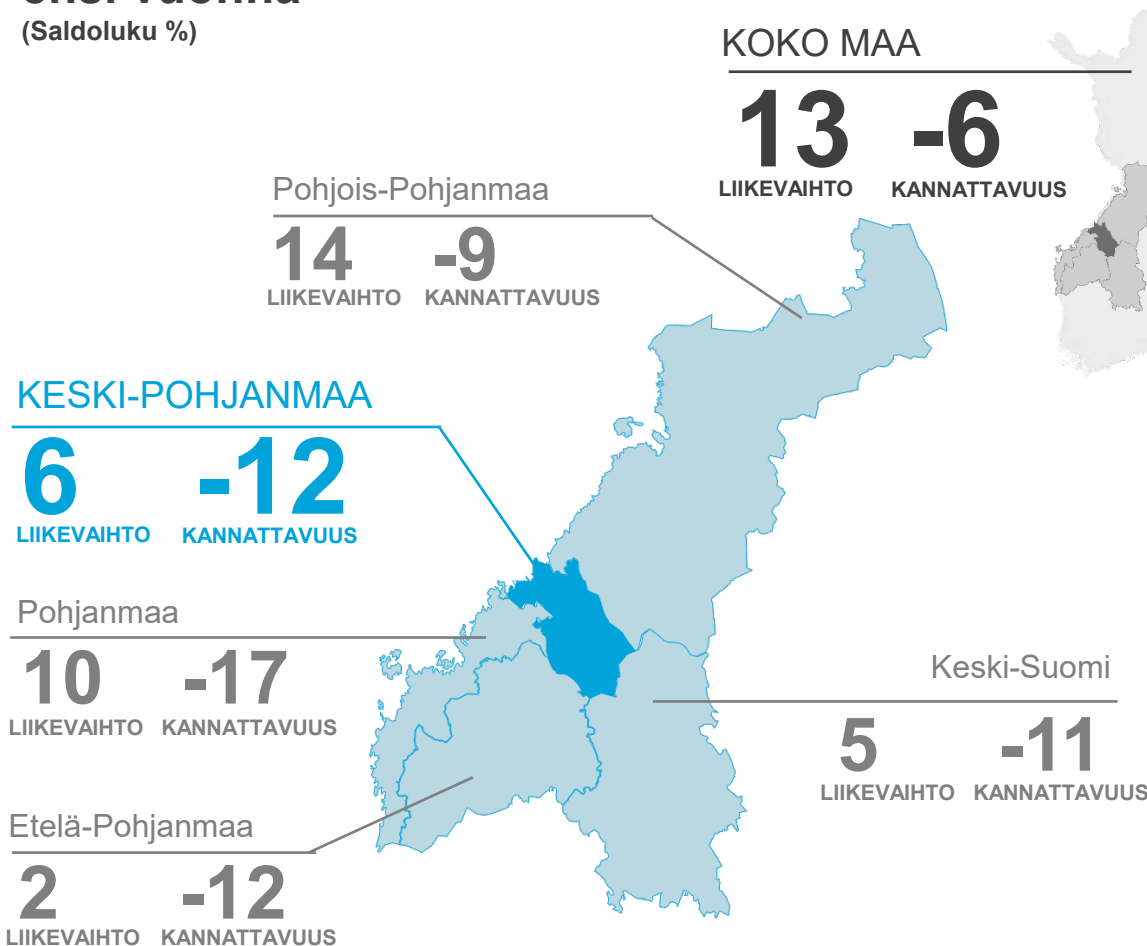 (Saldoluku %)
KOKO MAA
13 -6
LIIKEVAIHTO KANNATTAVUUS
Pohjois-Pohjanmaa
14 -9
LIIKEVAIHTO KANNATTAVUUS
KESKI-POHJANMAA
6 -12
LIIKEVAIHTO KANNATTAVUUS
Pohjanmaa
10 -17
LIIKEVAIHTO KANNATTAVUUS
Keski-Suomi
5 -11
LIIKEVAIHTO KANNATTAVUUS
Etelä-Pohjanmaa
2 -12
LIIKEVAIHTO KANNATTAVUUS